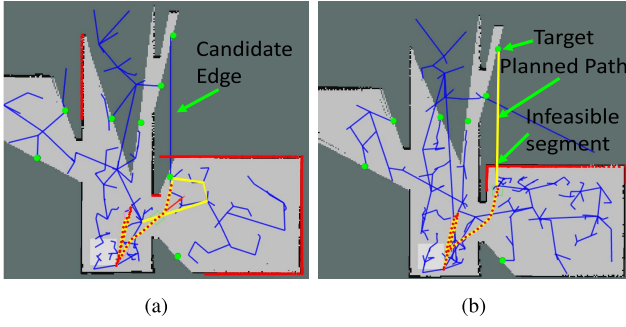 Candidate
Edge
Target
Planned Path
Infeasible
segment
(a)
(b)